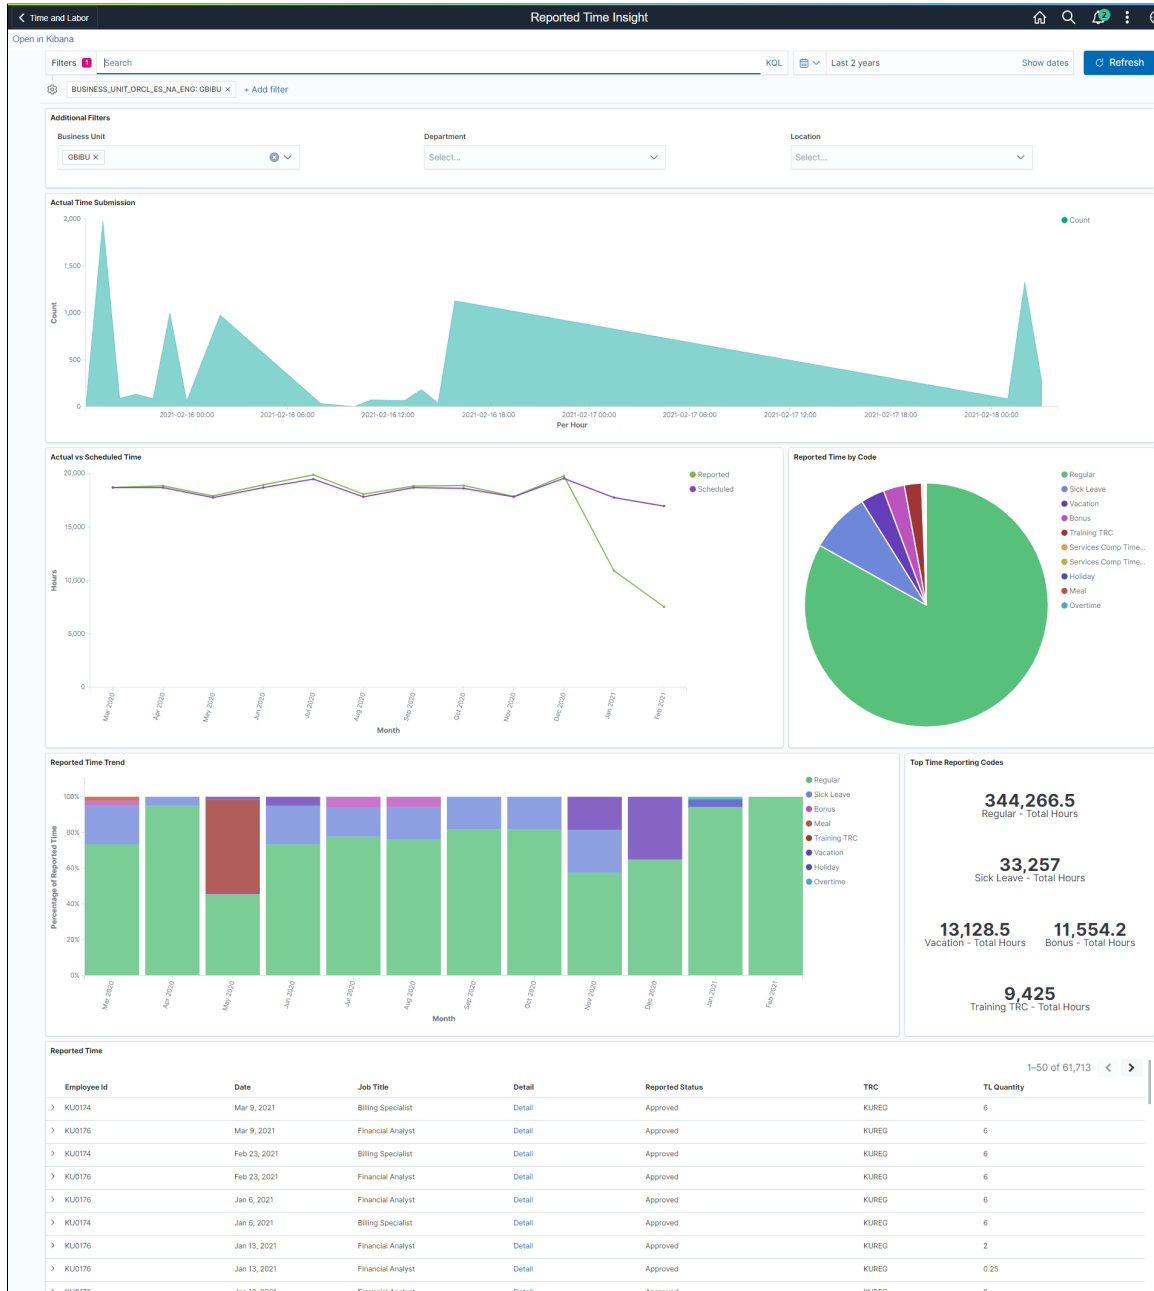 Time and Labor
Reported Time Insight
2
Open in Kibana
Filters 1 Search KQL Last 2 years Show dates Refresh
BUSINESS_UNIT_ORCL_ES_NA_ENG: GBIBU × + Add filter
Additional Filters
Business Unit Department Location
GBIBU × Select... Select...
Actual Time Submission
2,000
1,500
1,000
500
0
Count
2021-02-16 00:00 2021-02-16 06:00 2021-02-16 12:00 2021-02-16 18:00 2021-02-17 00:00 2021-02-17 06:00 2021-02-17 12:00 2021-02-17 18:00 2021-02-18 00:00
Per Hour
Count
Actual vs Scheduled Time
20,000
15,000
10,000
5,000
0
Hours
Mar 2020 Apr 2020 May 2020 Jun 2020 Jul 2020 Aug 2020 Sep 2020 Oct 2020 Nov 2020 Dec 2020 Jan 2021 Feb 2021
Month
Reported
Scheduled
Reported Time by Code
Regular
Sick Leave
Vacation
Bonus
Training TRC
Services Comp Time...
Services Comp Time...
Holiday
Meal
Overtime
Reported Time Trend
100%
80%
60%
40%
20%
0%
Percentage of Reported Time
Mar 2020 Apr 2020 May 2020 Jun 2020 Jul 2020 Aug 2020 Sep 2020 Oct 2020 Nov 2020 Dec 2020 Jan 2021 Feb 2021
Month
Regular
Sick Leave
Bonus
Meal
Training TRC
Vacation
Holiday
Overtime
Top Time Reporting Codes
344,266.5
Regular - Total Hours
33,257
Sick Leave - Total Hours
13,128.5 11,554.2
Vacation - Total Hours Bonus - Total Hours
9,425
Training TRC - Total Hours
Reported Time
1–50 of 61,713
Employee Id Date Job Title Detail Reported Status TRC TL Quantity
KU0174 Mar 9, 2021 Billing Specialist Detail Approved KUREG 6
KU0176 Mar 9, 2021 Financial Analyst Detail Approved KUREG 6
KU0174 Feb 23, 2021 Billing Specialist Detail Approved KUREG 6
KU0176 Feb 23, 2021 Financial Analyst Detail Approved KUREG 6
KU0176 Jan 6, 2021 Financial Analyst Detail Approved KUREG 6
KU0174 Jan 6, 2021 Billing Specialist Detail Approved KUREG 6
KU0176 Jan 13, 2021 Financial Analyst Detail Approved KUREG 2
KU0176 Jan 13, 2021 Financial Analyst Detail Approved KUREG 0.25